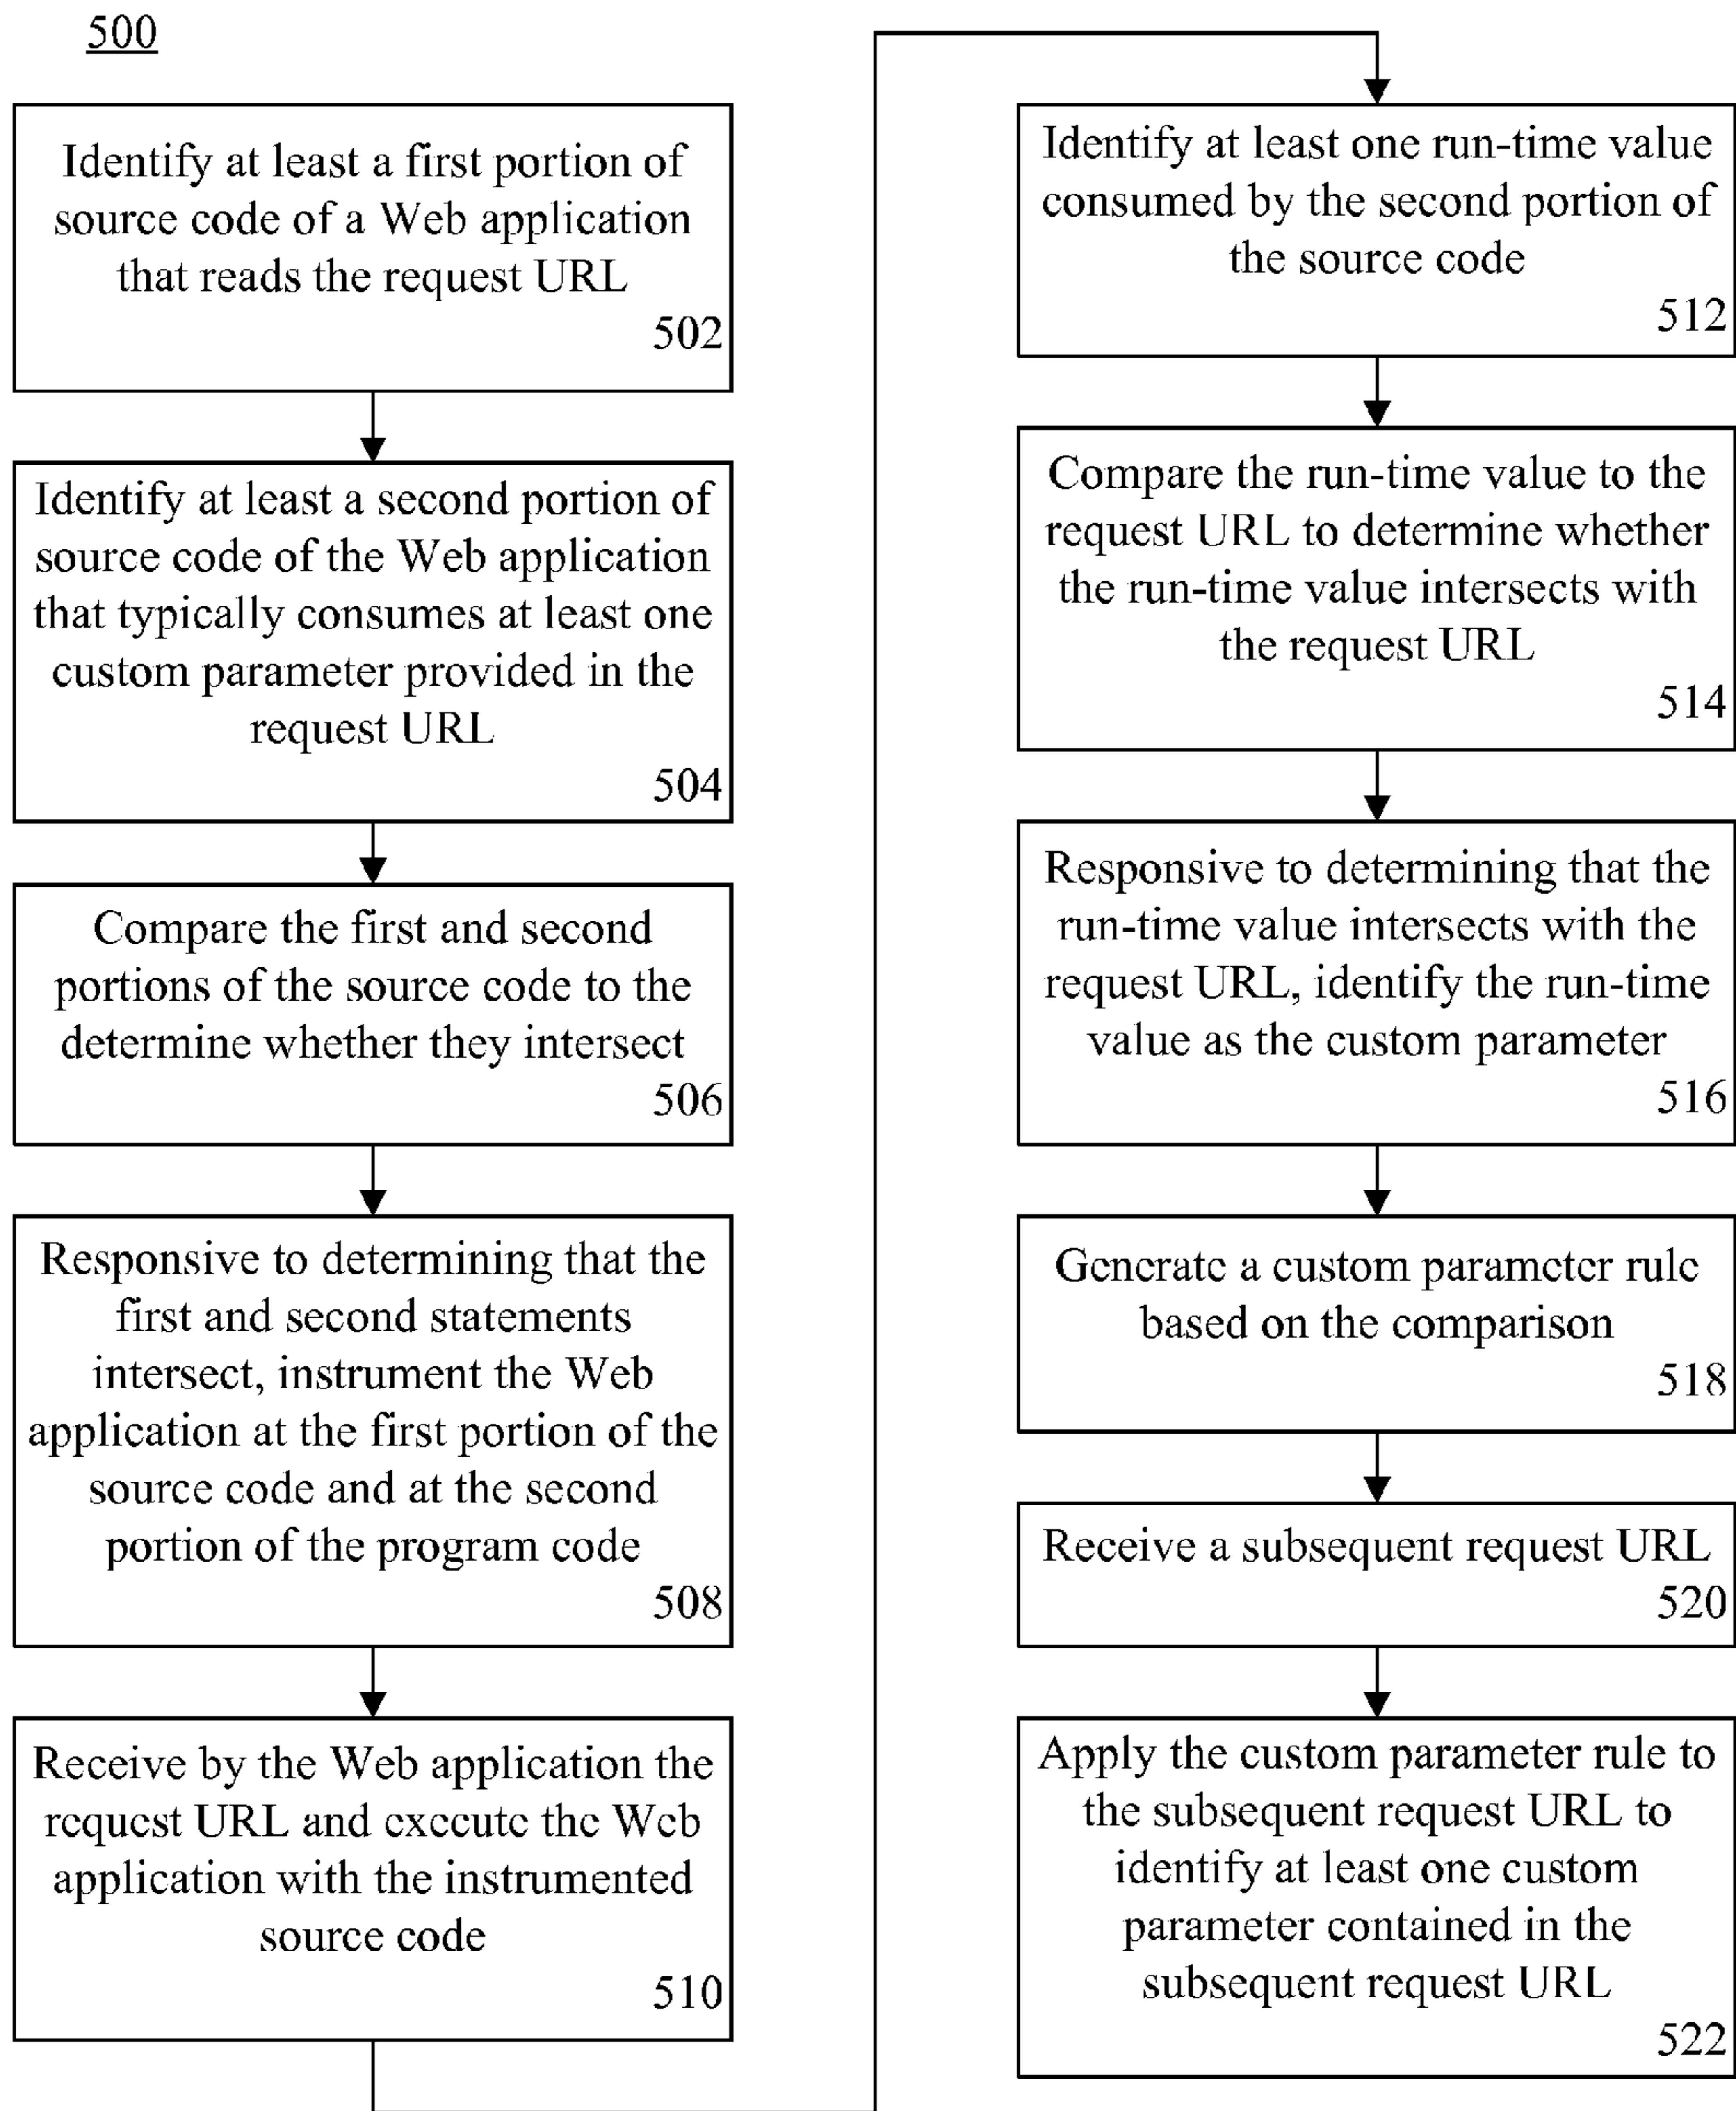 500
Identify at least a first portion of
source code of a Web application
that reads the request URL
502
Identify at least a second portion of
source code of the Web application
that typically consumes at least one
custom parameter provided in the
request URL
504
Compare the first and second
portions of the source code to the
determine whether they intersect
506
Responsive to determining that the
first and second statements
intersect, instrument the Web
application at the first portion of the
source code and at the second
portion of the program code
508
Receive by the Web application the
request URL and execute the Web
application with the instrumented
source code
510
Identify at least one run-time value
consumed by the second portion of
the source code
512
Compare the run-time value to the
request URL to determine whether
the run-time value intersects with
the request URL
514
Responsive to determining that the
run-time value intersects with the
request URL, identify the run-time
value as the custom parameter
516
Generate a custom parameter rule
based on the comparison
518
Receive a subsequent request URL
520
Apply the custom parameter rule to
the subsequent request URL to
identify at least one custom
parameter contained in the
subsequent request URL
522